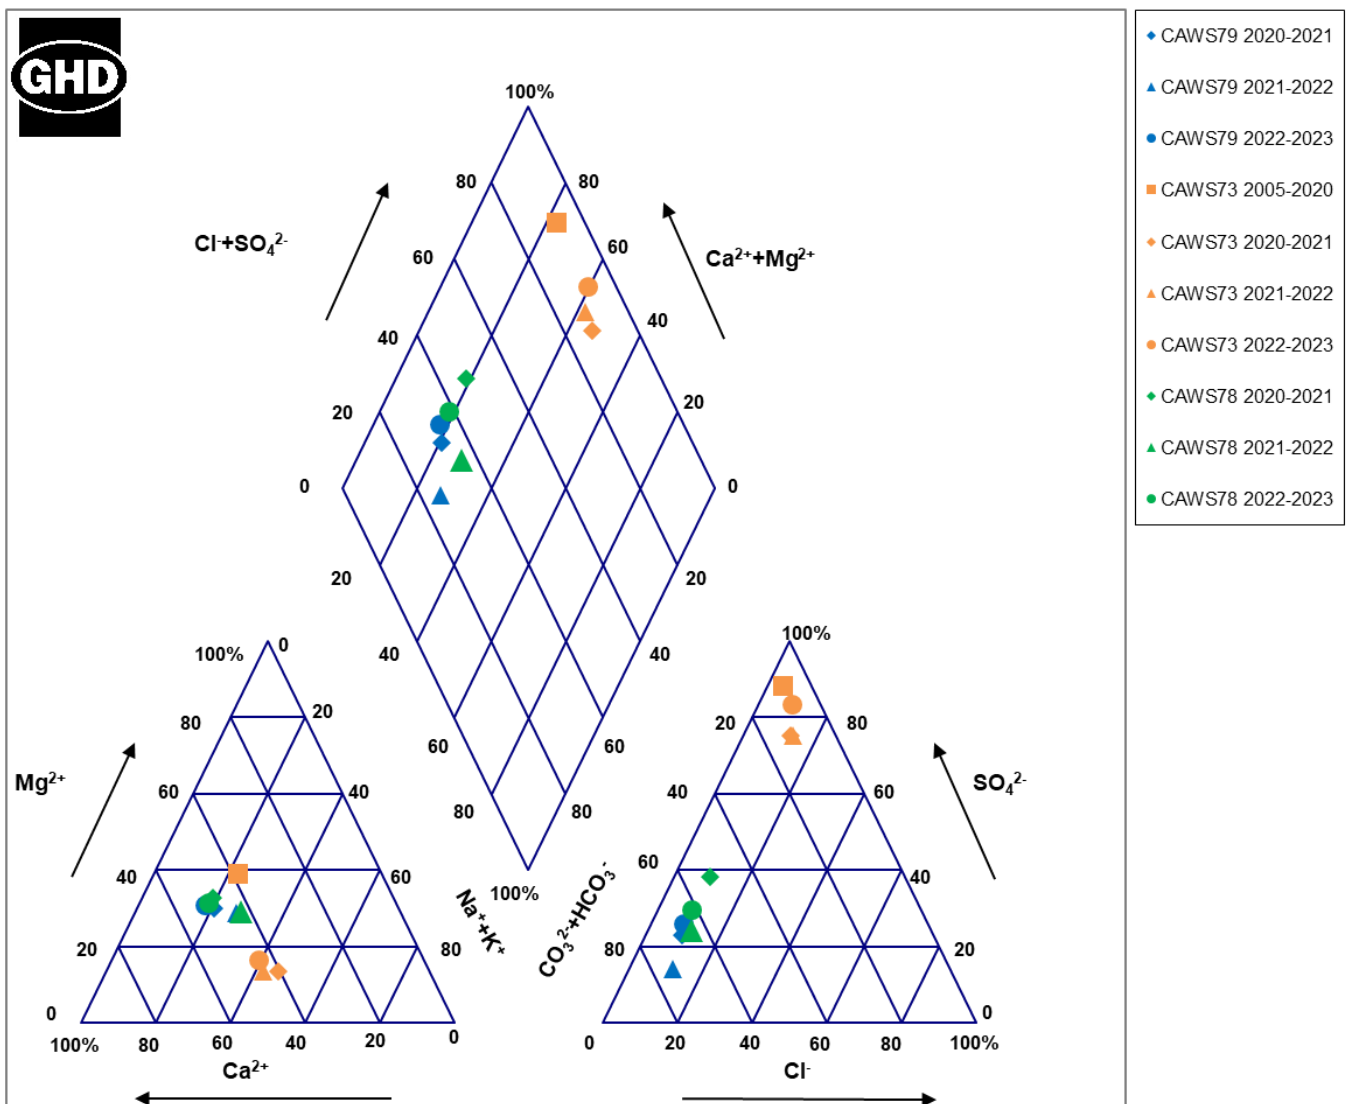 GHD
CAWS79 2020-2021
CAWS79 2021-2022
CAWS79 2022-2023
CAWS73 2005-2020
CAWS73 2020-2021
CAWS73 2021-2022
CAWS73 2022-2023
CAWS78 2020-2021
CAWS78 2021-2022
CAWS78 2022-2023
100%
80 80
Cl⁻+SO₄²⁻
60 60
Ca²⁺+Mg²⁺
40 40
20 20
0 0
20 20
40 40
60 60
80 80
100%
100% 0
80 20
Mg²⁺
60 40
40 60
20 80
0 0
100% 80 60 40 20
Ca²⁺
Na⁺+K⁺
CO₃²⁻+HCO₃⁻
100%
20 80
SO₄²⁻
40 60
60 40
80 20
0
0 20 40 60 80 100%
Cl⁻